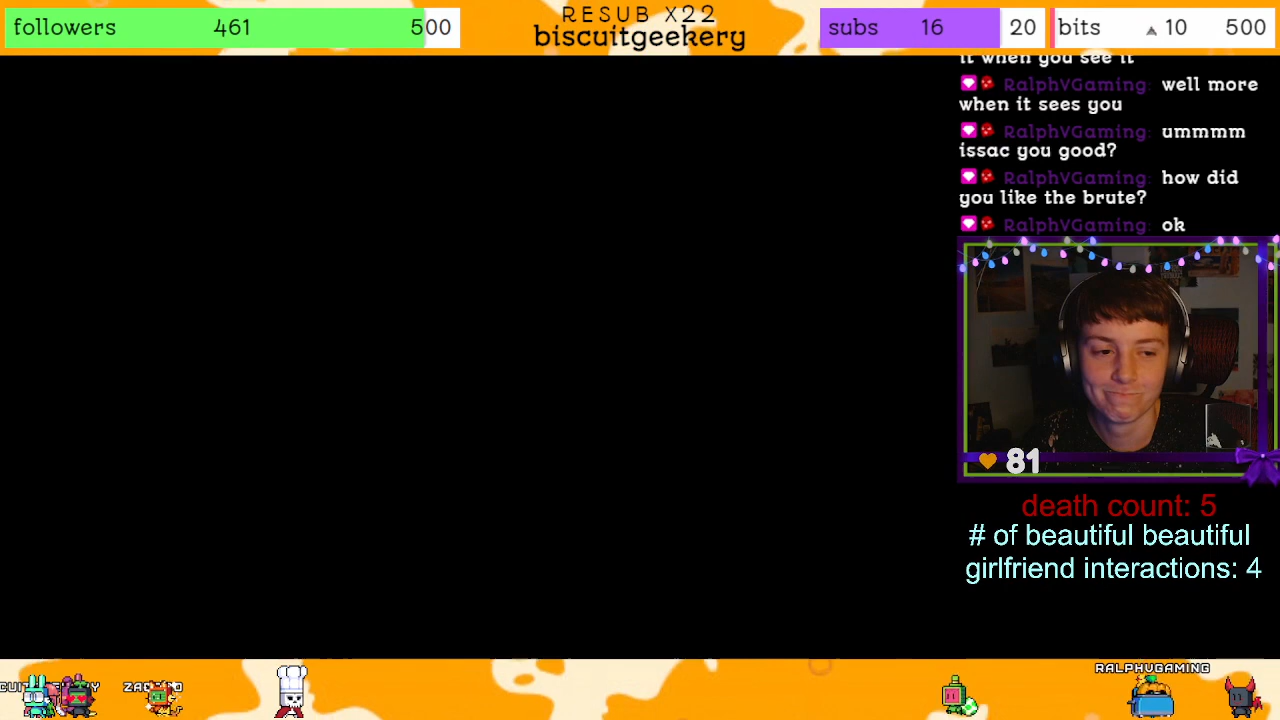 followers 461 500
RESUB X22
biscuitgeekery
subs 16 20
bits 10 500
it when you see it
RalphVGaming: well more
when it sees you
RalphVGaming: ummmm
issac you good?
RalphVGaming: how did
you like the brute?
RalphVGaming: ok
81
death count: 5
# of beautiful beautiful
girlfriend interactions: 4
RALPHVGAMING